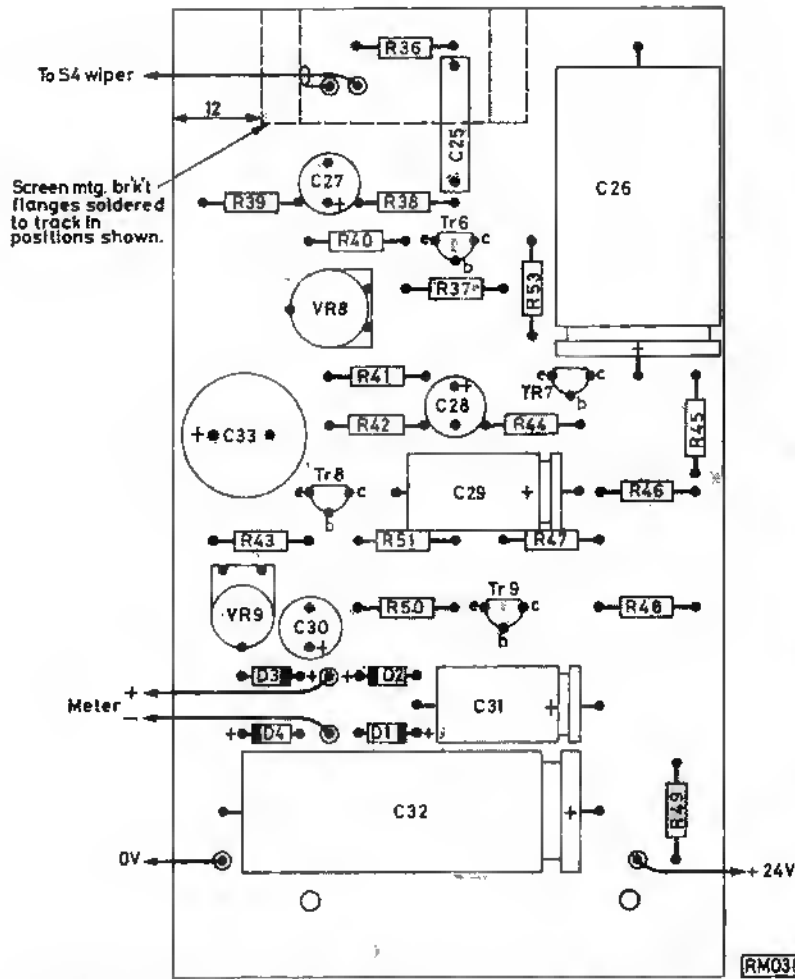 R36
To S4 wiper
12
C25
C26
Screen mtg. br'k't
flanges soldered
to track in
positions shown.
C27
+
R39
R38
Tr6
R40
e
c
b
R37
R53
VR8
+
R41
e
c
TR7
b
C28
+
R42
R44
R45
+
C33
Tr8
e
c
b
C29
+
R46
R43
R51
R47
VR9
C30
+
R50
Tr9
e
c
b
R48
D3
+
+
D2
Meter
+
-
C31
+
+
D4
D1
+
C32
+
R49
0V
+ 24V